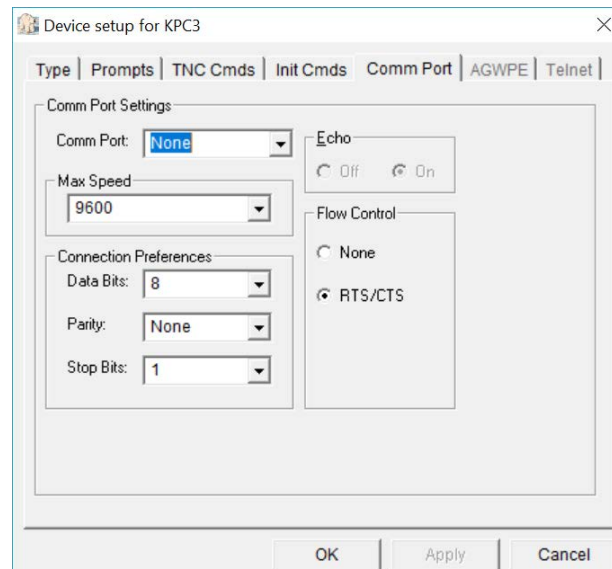 Device setup for KPC3
Type Prompts TNC Cmds Init Cmds Comm Port AGWPE Telnet
Comm Port Settings
Comm Port: None
Max Speed
9600
Connection Preferences
Data Bits: 8
Parity: None
Stop Bits: 1
Echo
Off On
Flow Control
None
RTS/CTS
OK Apply Cancel